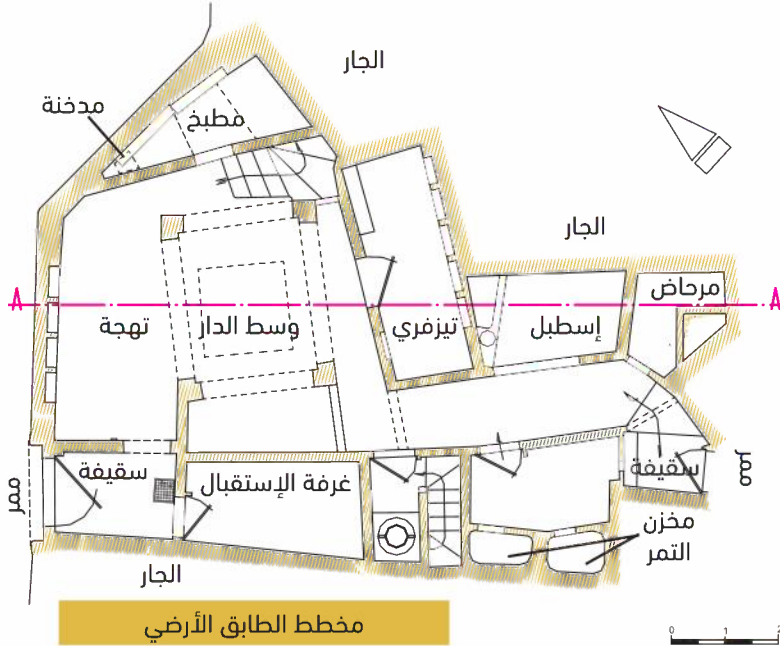 الجار
مدخنة
مطبخ
الجار
مرحاض
A
A
تهجة
وسط الدار
تيزفري
إسطبل
ممر
سقيفة
غرفة الإستقبال
سقيفة
ممر
مخزن
التمر
الجار
مخطط الطابق الأرضي
0 1 2